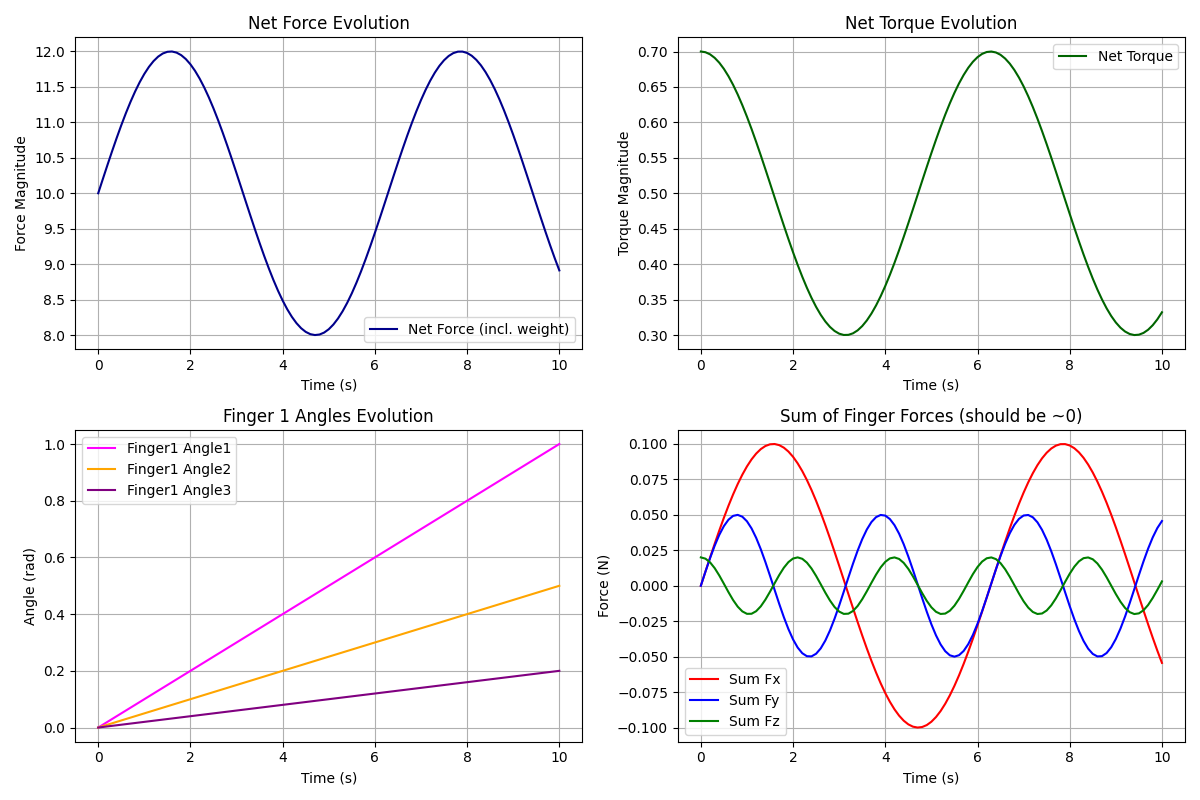 Net Force Evolution
12.0
11.5
11.0
10.5
10.0
9.5
9.0
8.5
8.0
Force Magnitude
Net Force (incl. weight)
0 2 4 6 8 10
Time (s)
Net Torque Evolution
0.70
0.65
0.60
0.55
0.50
0.45
0.40
0.35
0.30
Torque Magnitude
Net Torque
0 2 4 6 8 10
Time (s)
Finger 1 Angles Evolution
1.0
0.8
0.6
0.4
0.2
0.0
Angle (rad)
Finger1 Angle1
Finger1 Angle2
Finger1 Angle3
0 2 4 6 8 10
Time (s)
Sum of Finger Forces (should be ~0)
0.100
0.075
0.050
0.025
0.000
−0.025
−0.050
−0.075
−0.100
Force (N)
Sum Fx
Sum Fy
Sum Fz
0 2 4 6 8 10
Time (s)